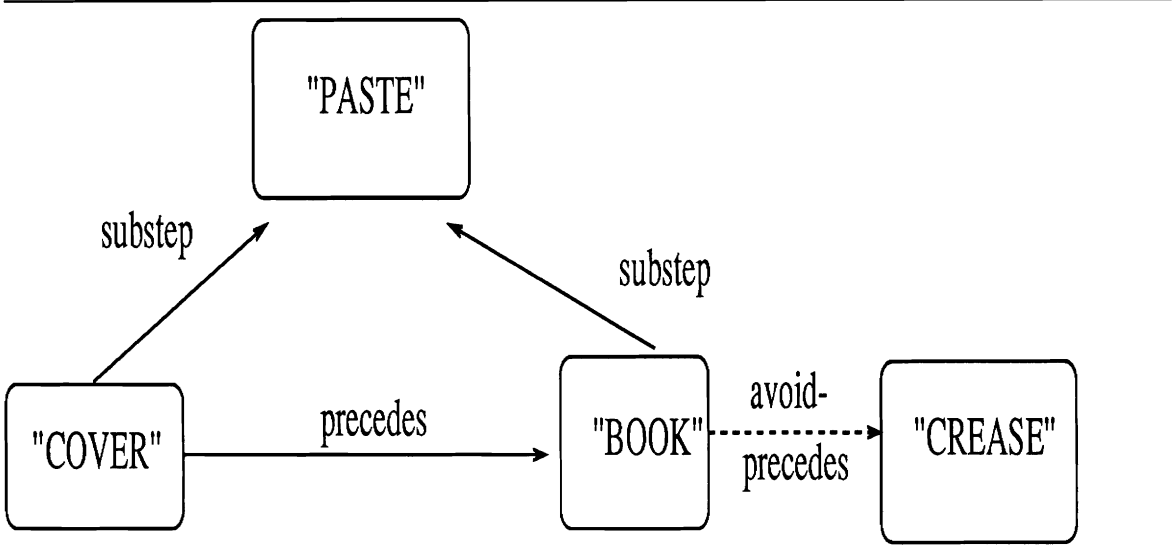 "PASTE"
substep
substep
"COVER"
precedes
"BOOK"
avoid-
precedes
"CREASE"